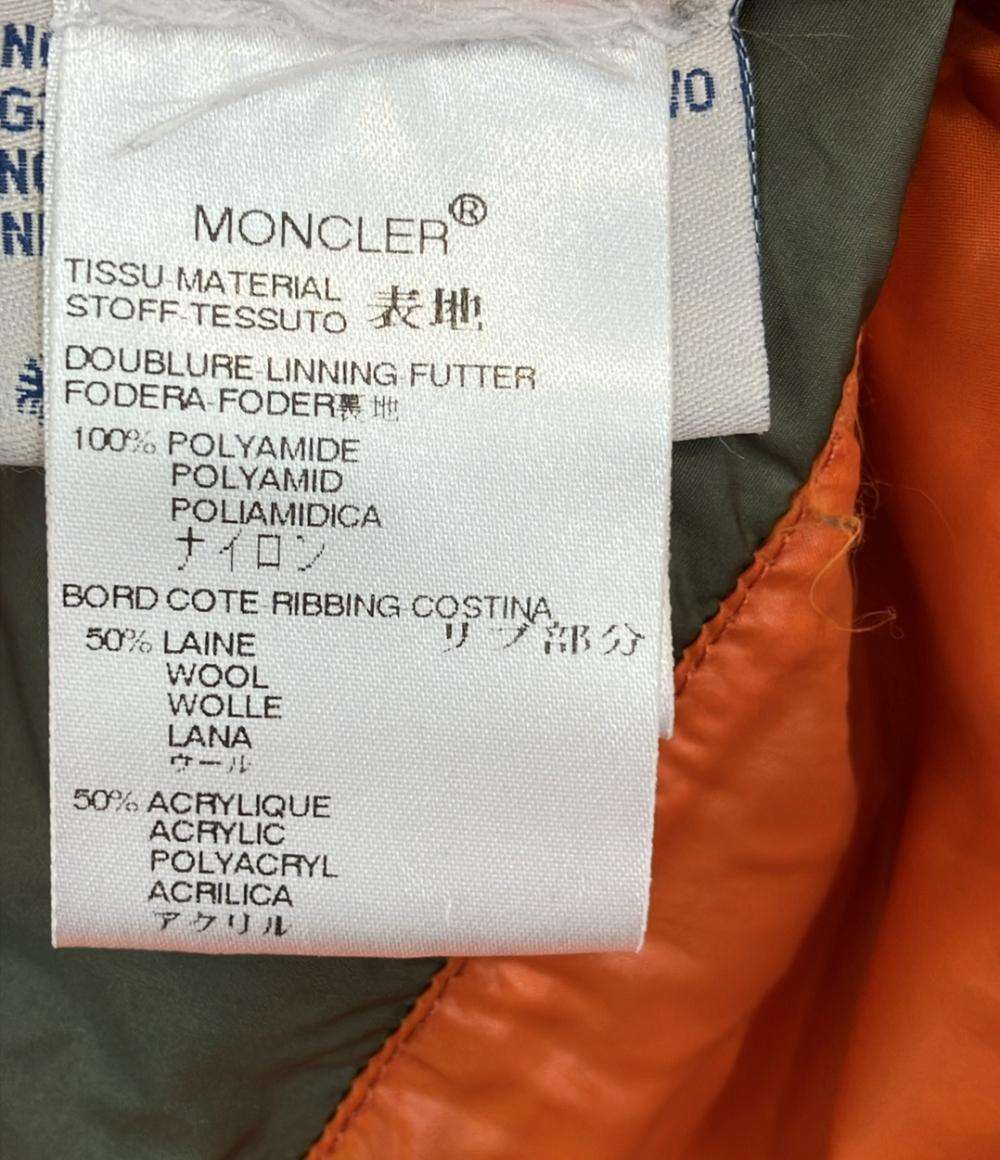 MONCLER®
TISSU-MATERIAL
STOFF-TESSUTO 表地
DOUBLURE-LINNING-FUTTER
FODERA-FODER裏地
100% POLYAMIDE
POLYAMID
POLIAMIDICA
ナイロン
BORD COTE RIBBING COSTINA
リブ部分
50% LAINE
WOOL
WOLLE
LANA
ウール
50% ACRYLIQUE
ACRYLIC
POLYACRYL
ACRILICA
アクリル